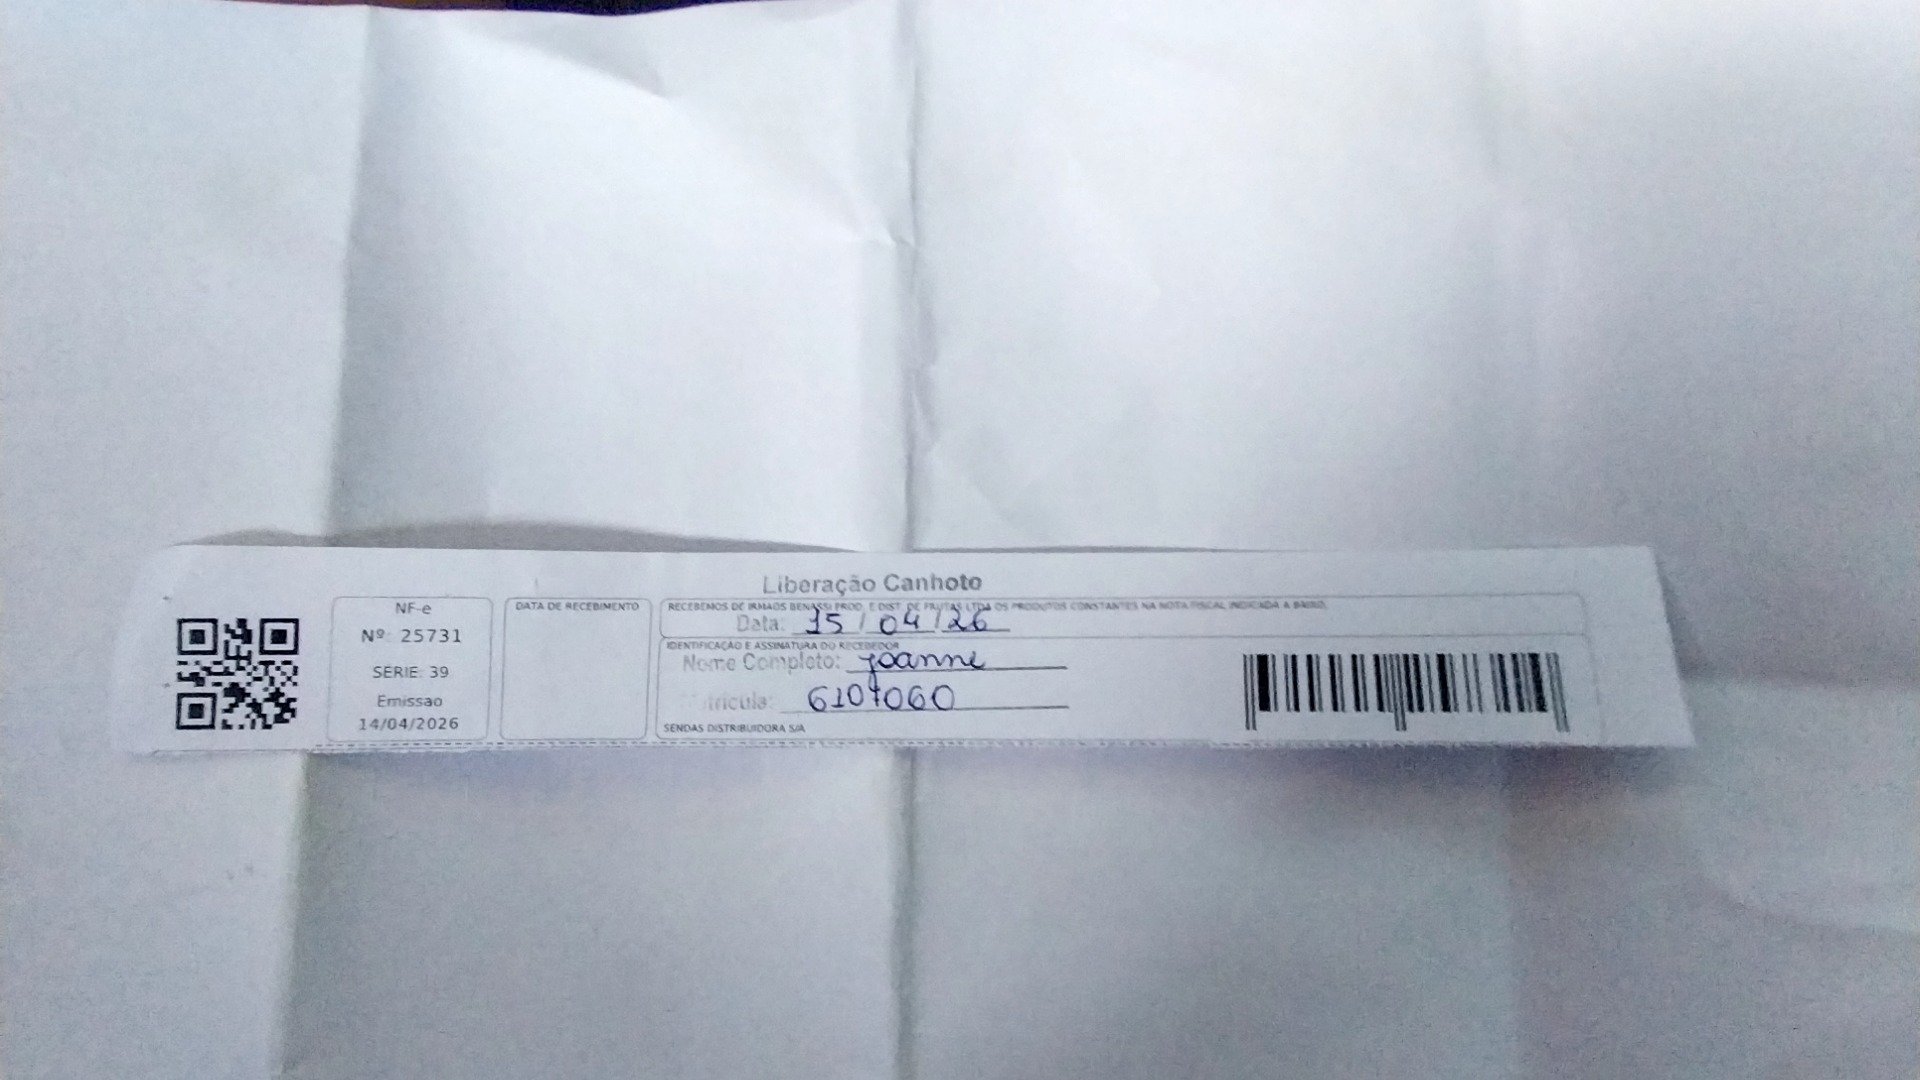 Liberação Canhoto
NF-e
Nº: 25731
SERIE: 39
Emissao
14/04/2026
DATA DE RECEBIMENTO
RECEBEMOS DE IRMAOS BENASSI PROD. E DIST. DE FRUTAS LTDA OS PRODUTOS CONSTANTES NA NOTA FISCAL INDICADA A BAIXO.
Data: 15/04/26
IDENTIFICAÇÃO E ASSINATURA DO RECEBEDOR
Nome Completo: Joanne
trícula: 6107060
SENDAS DISTRIBUIDORA S/A